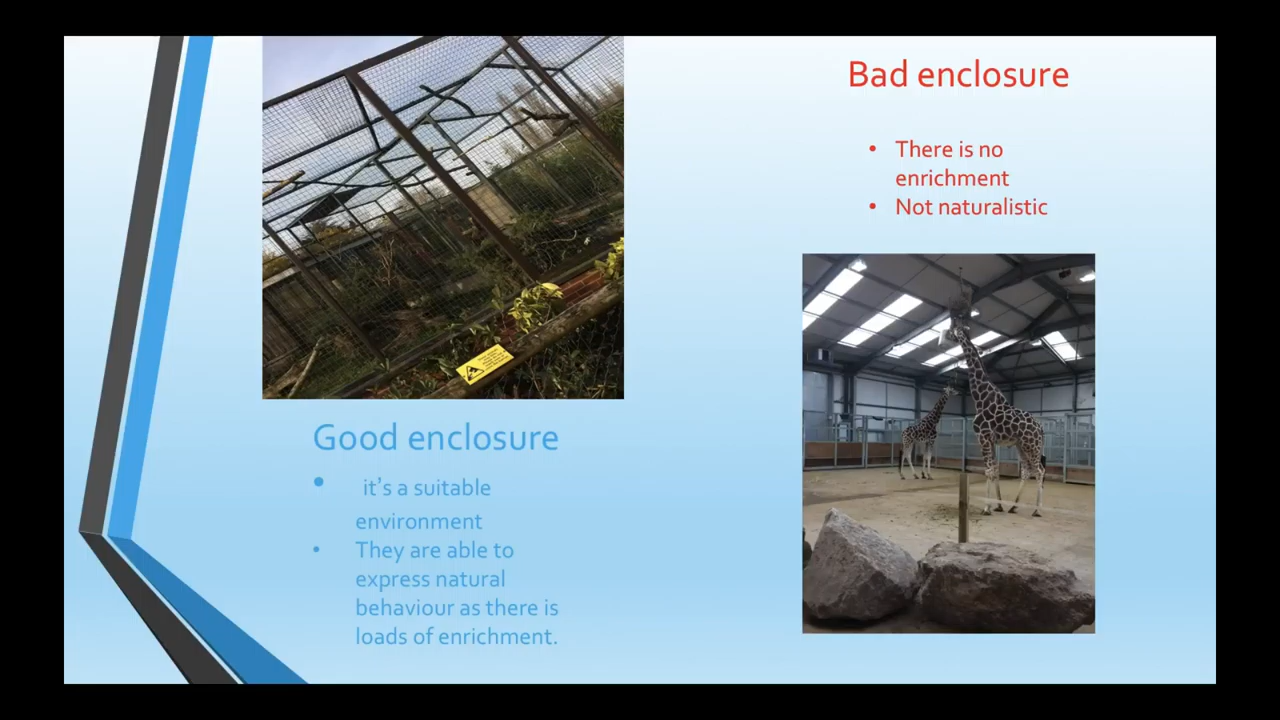 Good enclosure
it's a suitable
environment
They are able to
express natural
behaviour as there is
loads of enrichment.
Bad enclosure
There is no
enrichment
Not naturalistic